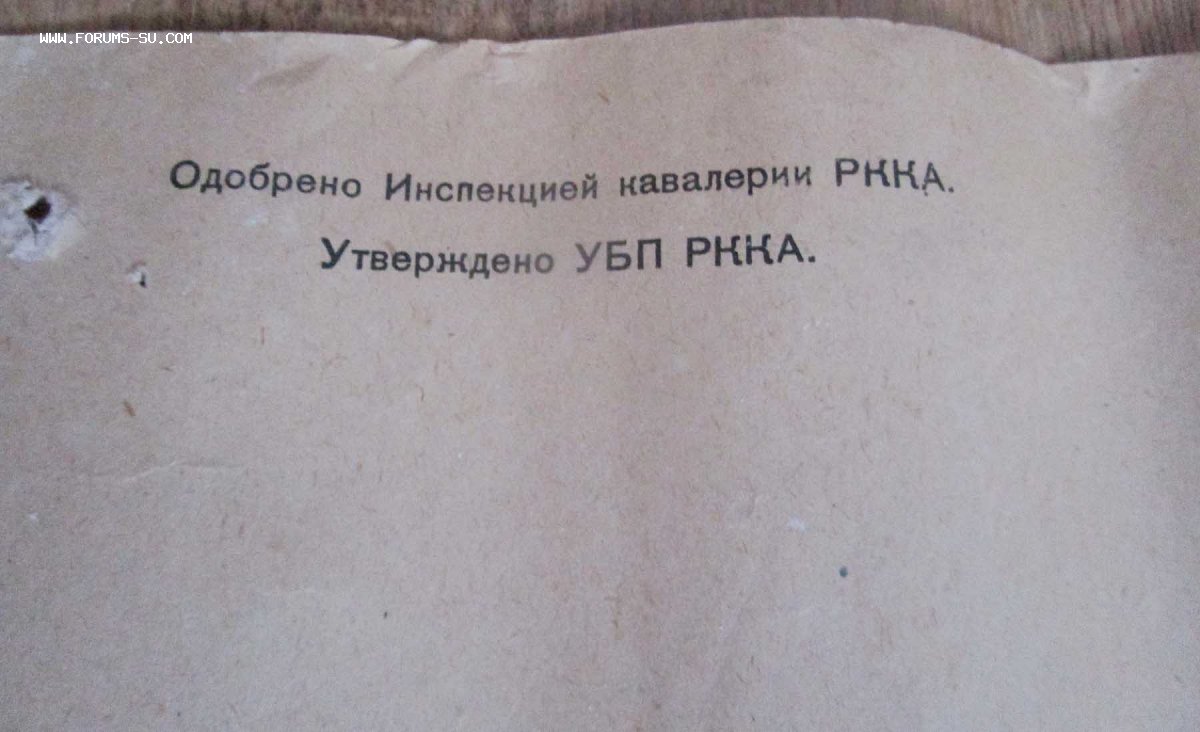 WWW.FORUMS-SU.COM
Одобрено Инспекцией кавалерии РККА.
Утверждено УБП РККА.